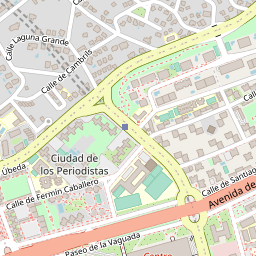 Calle Laguna Grande
Calle de Cambrils
Ciudad de
los Periodistas
Úbeda
Calle de Fermín Caballero
Calle de Santiago
Avenida de
Paseo de la Vaguada
Centro